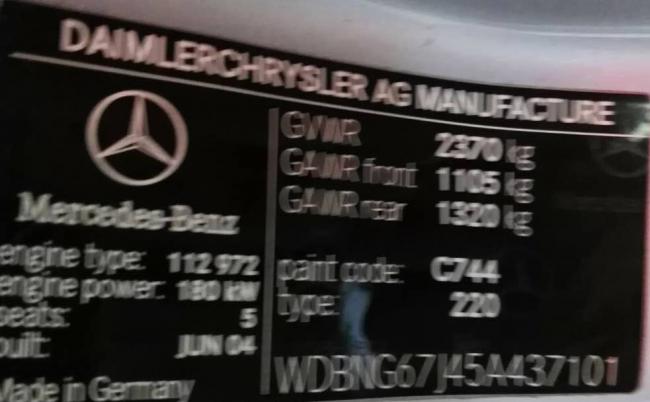 DAIMLERCHRYSLER AG MANUFACTURE
Mercedes-Benz
engine type: 112 972
engine power: 180 kW
seats: 5
built: JUN 04
Made in Germany
GVWR 2370 kg
GAWR front 1105 kg
GAWR rear 1320 kg
paint code: C744
type: 220
WDBNG67J45A437101